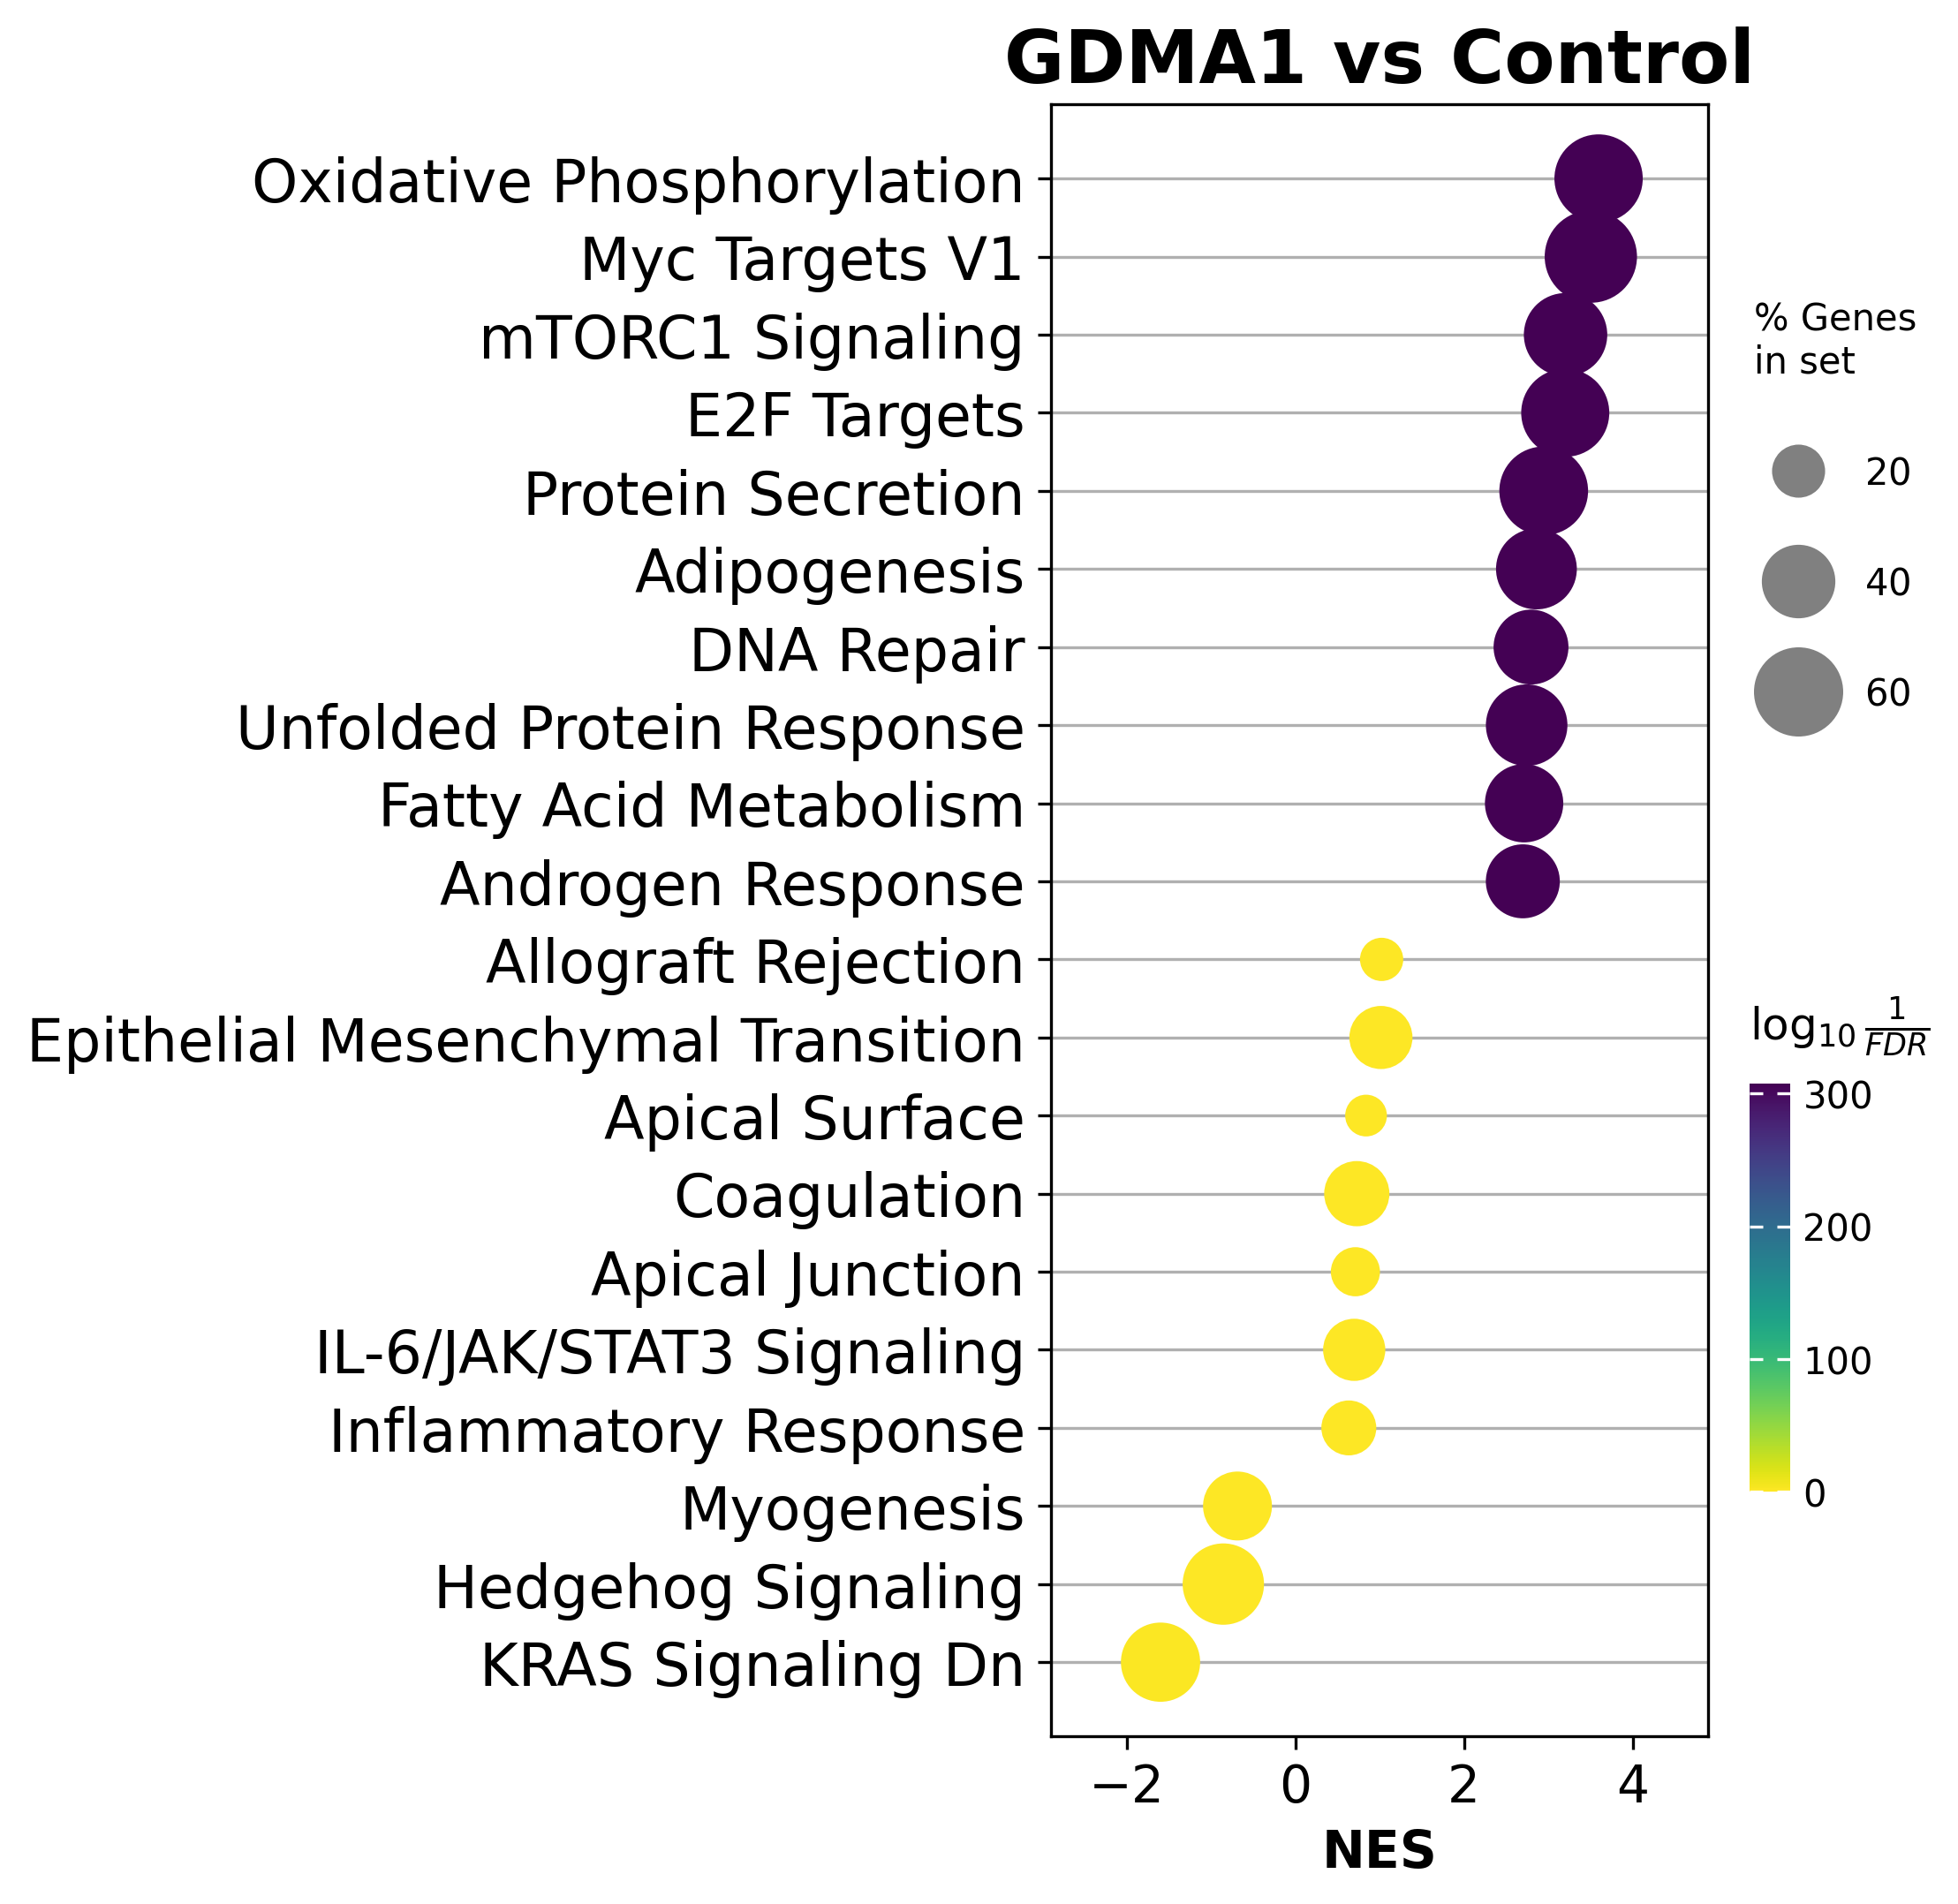 GDMA1 vs Control
Oxidative Phosphorylation
Myc Targets V1
mTORC1 Signaling
E2F Targets
Protein Secretion
Adipogenesis
DNA Repair
Unfolded Protein Response
Fatty Acid Metabolism
Androgen Response
Allograft Rejection
Epithelial Mesenchymal Transition
Apical Surface
Coagulation
Apical Junction
IL-6/JAK/STAT3 Signaling
Inflammatory Response
Myogenesis
Hedgehog Signaling
KRAS Signaling Dn
−2 0 2 4
NES
% Genes
in set
20
40
60
log₁₀ 1/FDR
300
200
100
0